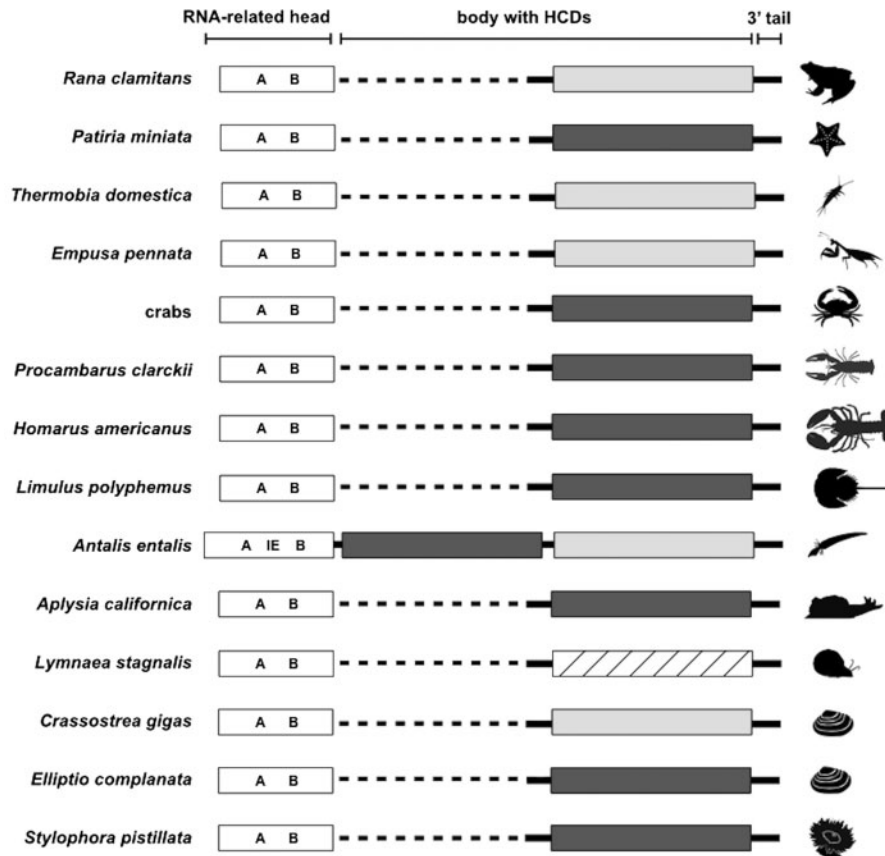 RNA-related head body with HCDs 3’ tail
Rana clamitans A B
Patiria miniata A B
Thermobia domestica A B
Empusa pennata A B
crabs A B
Procambarus clarckii A B
Homarus americanus A B
Limulus polyphemus A B
Antalis entalis A IE B
Aplysia californica A B
Lymnaea stagnalis A B
Crassostrea gigas A B
Elliptio complanata A B
Stylophora pistillata A B